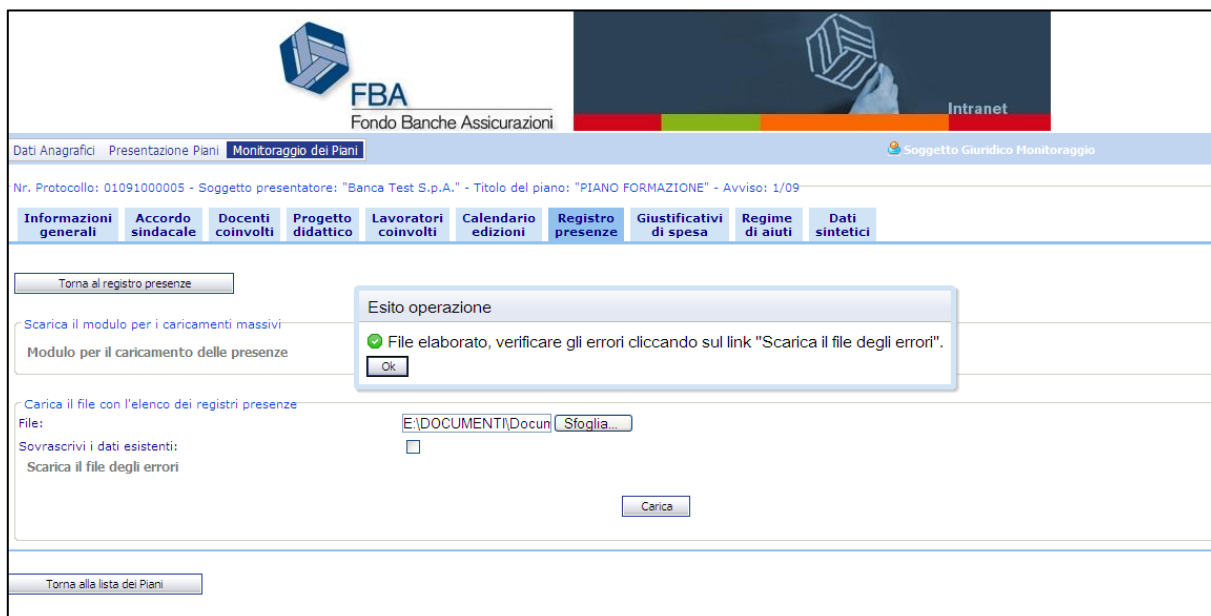 FBA
Fondo Banche Assicurazioni
Intranet
Dati Anagrafici Presentazione Piani Monitoraggio dei Piani Soggetto Giuridico Monitoraggio
Nr. Protocollo: 01091000005 - Soggetto presentatore: "Banca Test S.p.A." - Titolo del piano: "PIANO FORMAZIONE" - Avviso: 1/09
Informazioni generali Accordo sindacale Docenti coinvolti Progetto didattico Lavoratori coinvolti Calendario edizioni Registro presenze Giustificativi di spesa Regime di aiuti Dati sintetici
Torna al registro presenze
Esito operazione
Scarica il modulo per i caricamenti massivi
File elaborato, verificare gli errori cliccando sul link "Scarica il file degli errori".
Modulo per il caricamento delle presenze
Ok
Carica il file con l'elenco dei registri presenze
File: E:\DOCUMENTI\Docun Sfoglia...
Sovrascrivi i dati esistenti:
Scarica il file degli errori
Carica
Torna alla lista dei Piani